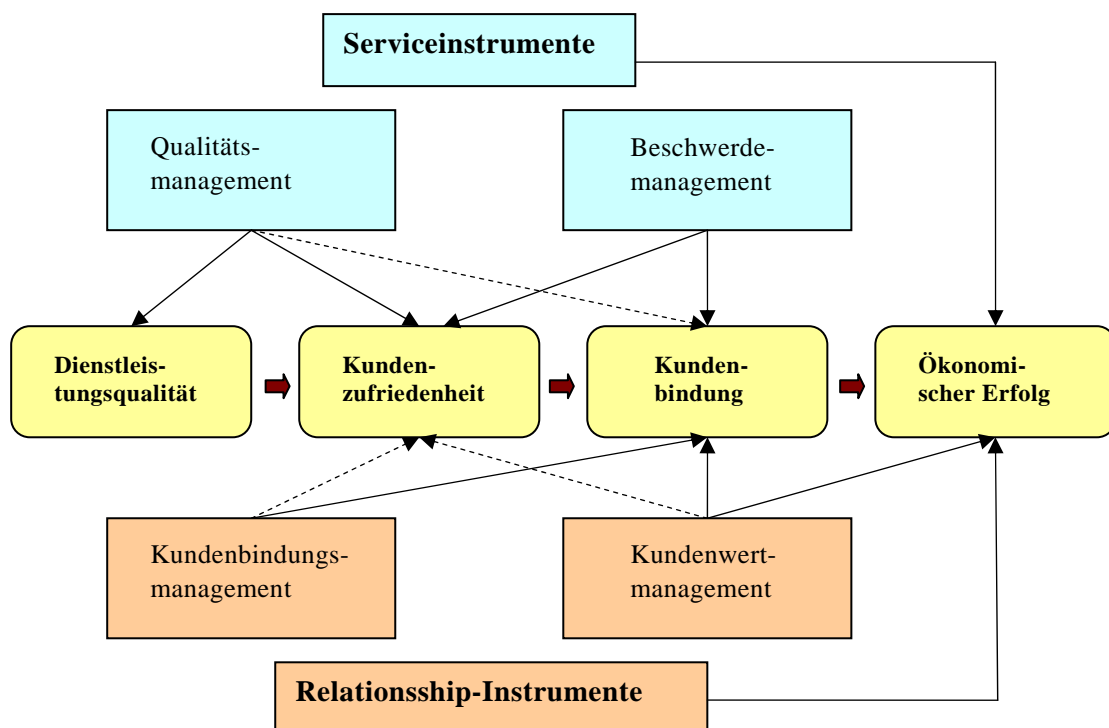 Serviceinstrumente
Qualitäts-
management
Beschwerde-
management
Dienstleis-
tungsqualität
Kunden-
zufriedenheit
Kunden-
bindung
Ökonomi-
scher Erfolg
Kundenbindungs-
management
Kundenwert-
management
Relationsship-Instrumente